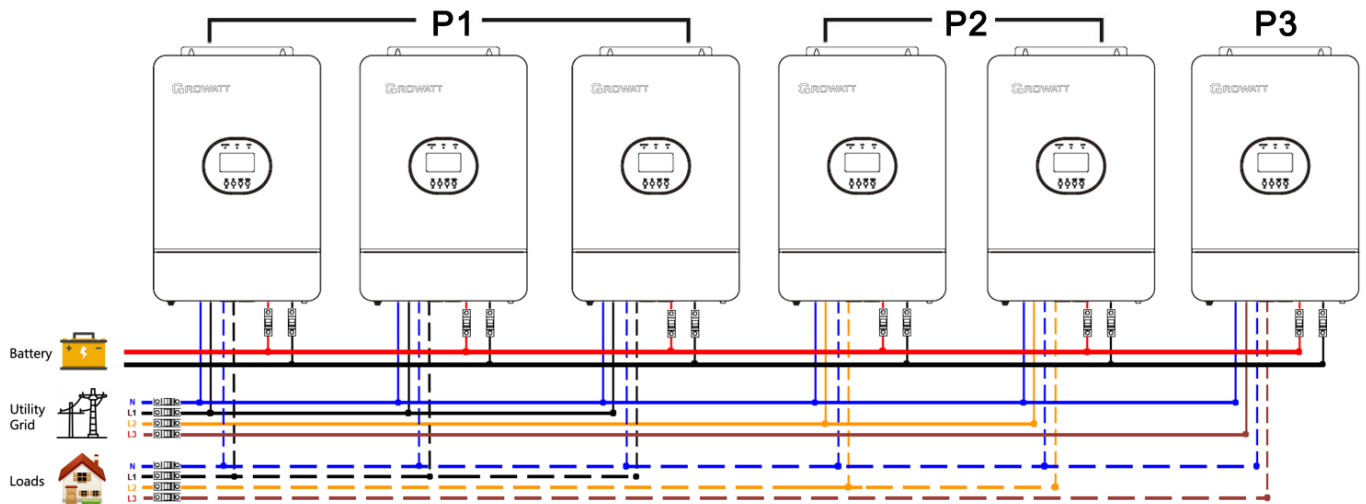 P1
P2
P3
GROWATT
GROWATT
GROWATT
GROWATT
GROWATT
GROWATT
Battery
Utility
Grid
N
L1
L2
L3
Loads
N
L1
L2
L3